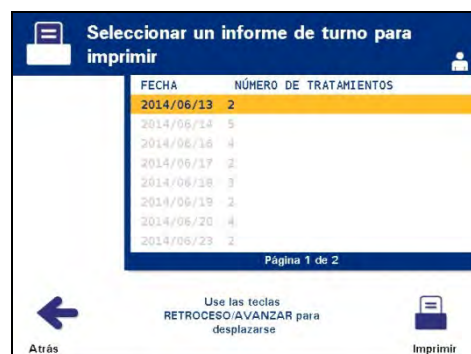 Seleccionar un informe de turno para
imprimir
FECHA NÚMERO DE TRATAMIENTOS
2014/06/13 2
2014/06/14 5
2014/06/16 4
2014/06/17 2
2014/06/18 3
2014/06/19 2
2014/06/20 4
2014/06/23 2
Página 1 de 2
Use las teclas
RETROCESO/AVANZAR para
desplazarse
Atrás
Imprimir